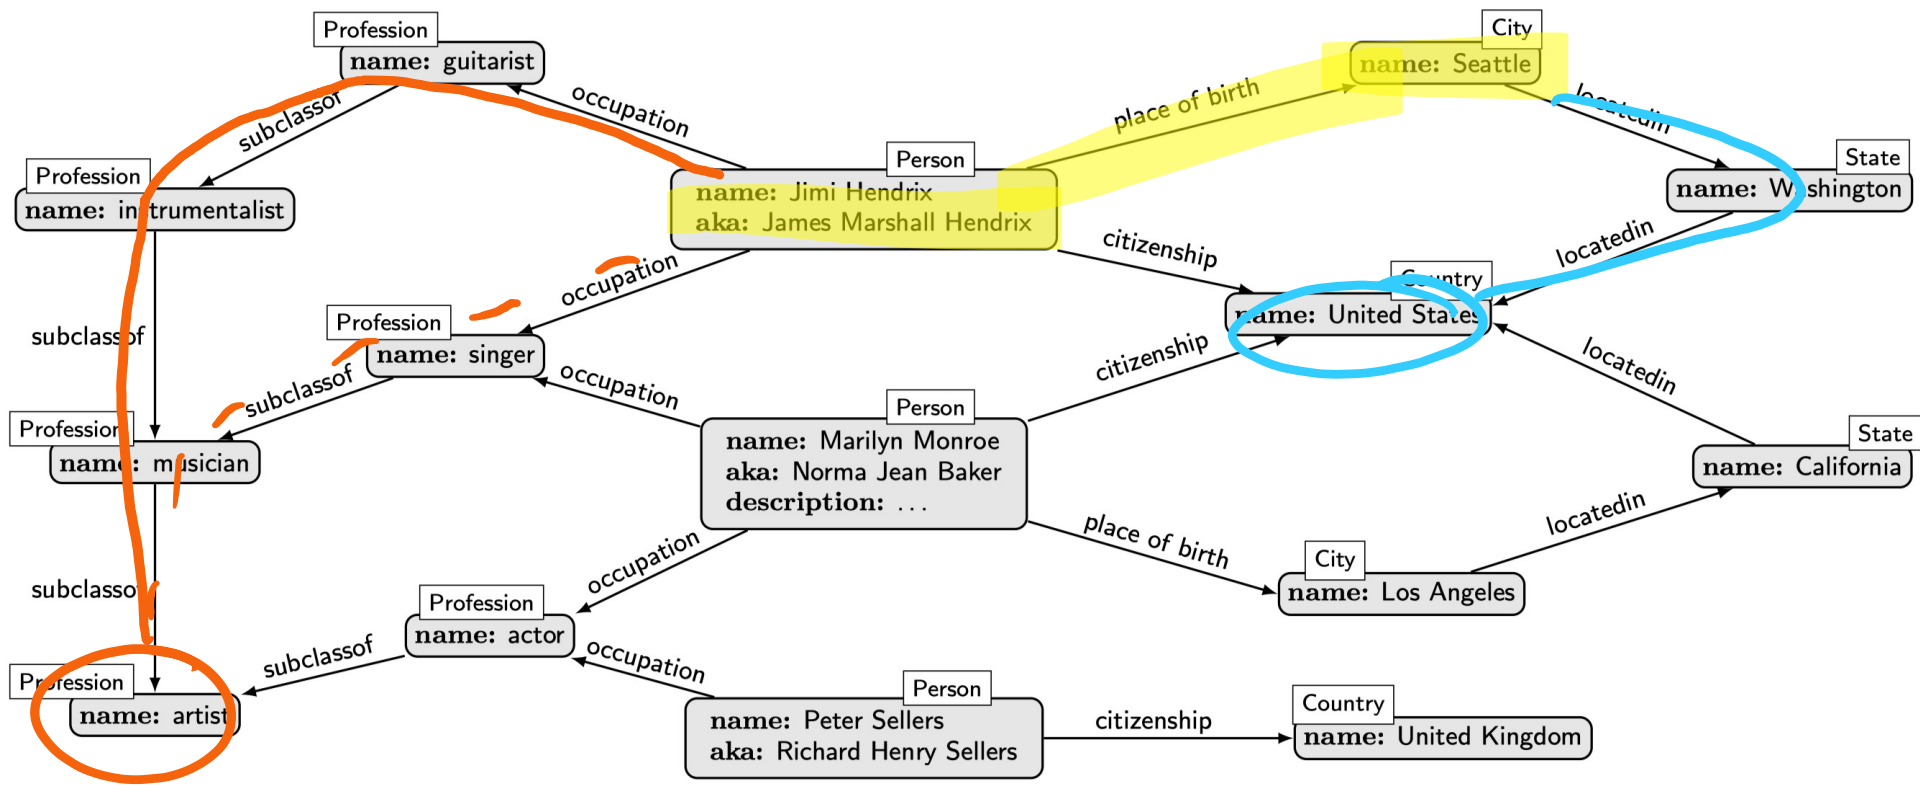 Profession
name: guitarist
City
name: Seattle
occupation
place of birth
locatedin
subclassof
Person
name: Jimi Hendrix
aka: James Marshall Hendrix
State
name: Washington
Profession
name: instrumentalist
citizenship
locatedin
occupation
Country
name: United States
Profession
name: singer
subclassof
citizenship
locatedin
subclassof
occupation
Person
name: Marilyn Monroe
aka: Norma Jean Baker
description: ...
State
name: California
Profession
name: musician
place of birth
locatedin
occupation
City
name: Los Angeles
subclassof
Profession
name: actor
subclassof
occupation
Profession
name: artist
Person
name: Peter Sellers
aka: Richard Henry Sellers
citizenship
Country
name: United Kingdom